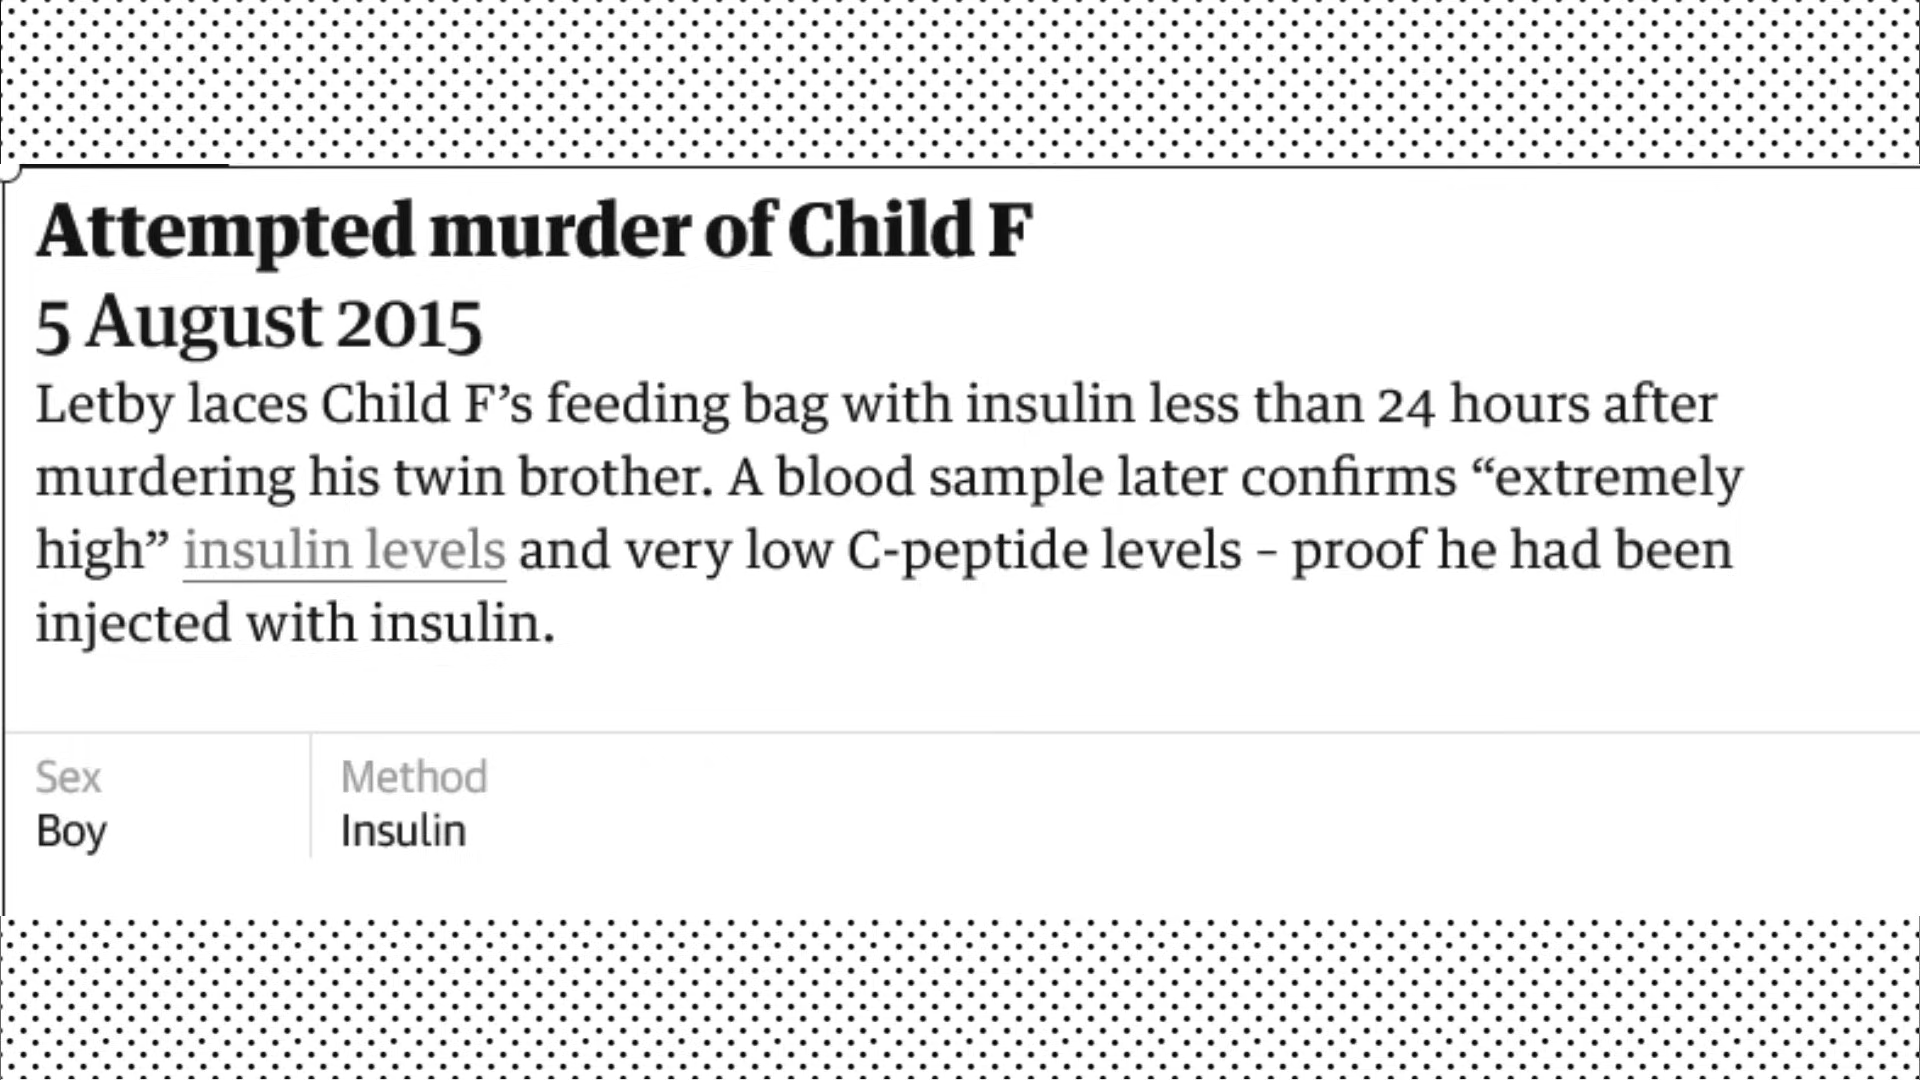 Attempted murder of Child F
5 August 2015
Letby laces Child F’s feeding bag with insulin less than 24 hours after
murdering his twin brother. A blood sample later confirms “extremely
high” insulin levels and very low C-peptide levels – proof he had been
injected with insulin.
Sex
Method
Boy
Insulin